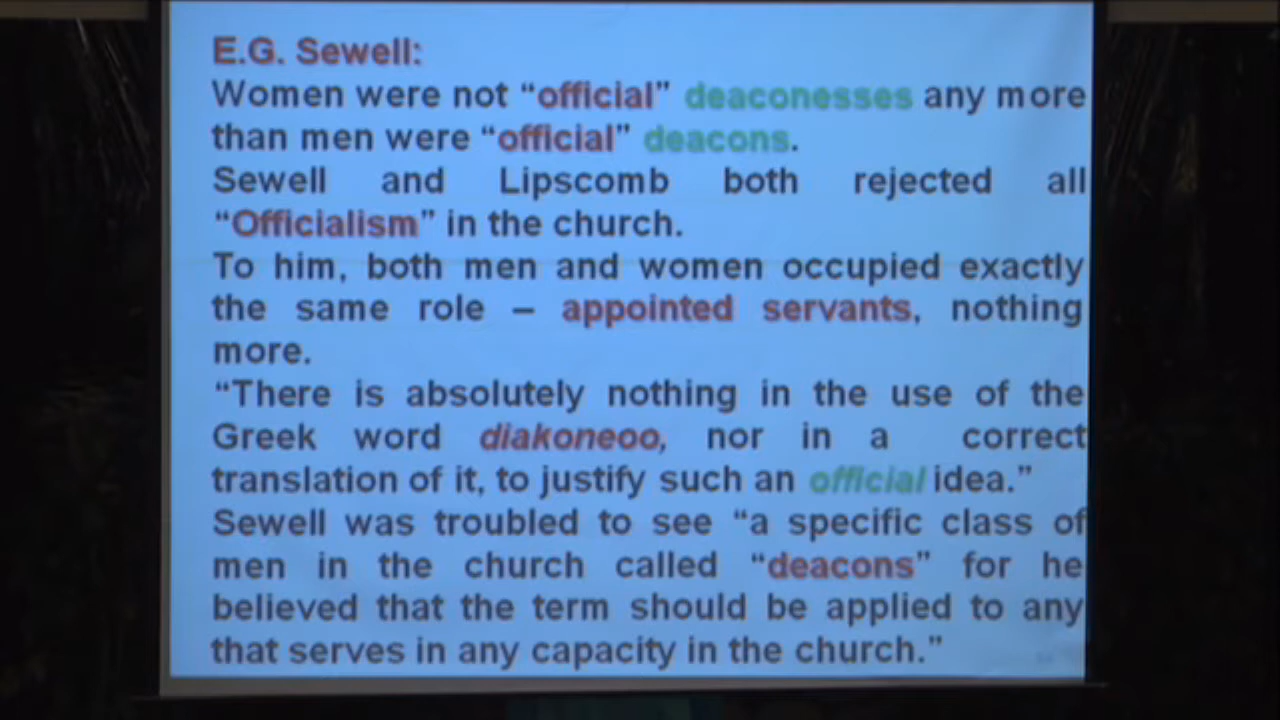 E.G. Sewell:
Women were not “official” deaconesses any more
than men were “official” deacons.
Sewell and Lipscomb both rejected all
“Officialism” in the church.
To him, both men and women occupied exactly
the same role – appointed servants, nothing
more.
“There is absolutely nothing in the use of the
Greek word diakoneoo, nor in a correct
translation of it, to justify such an official idea.”
Sewell was troubled to see “a specific class of
men in the church called “deacons” for he
believed that the term should be applied to any
that serves in any capacity in the church.”